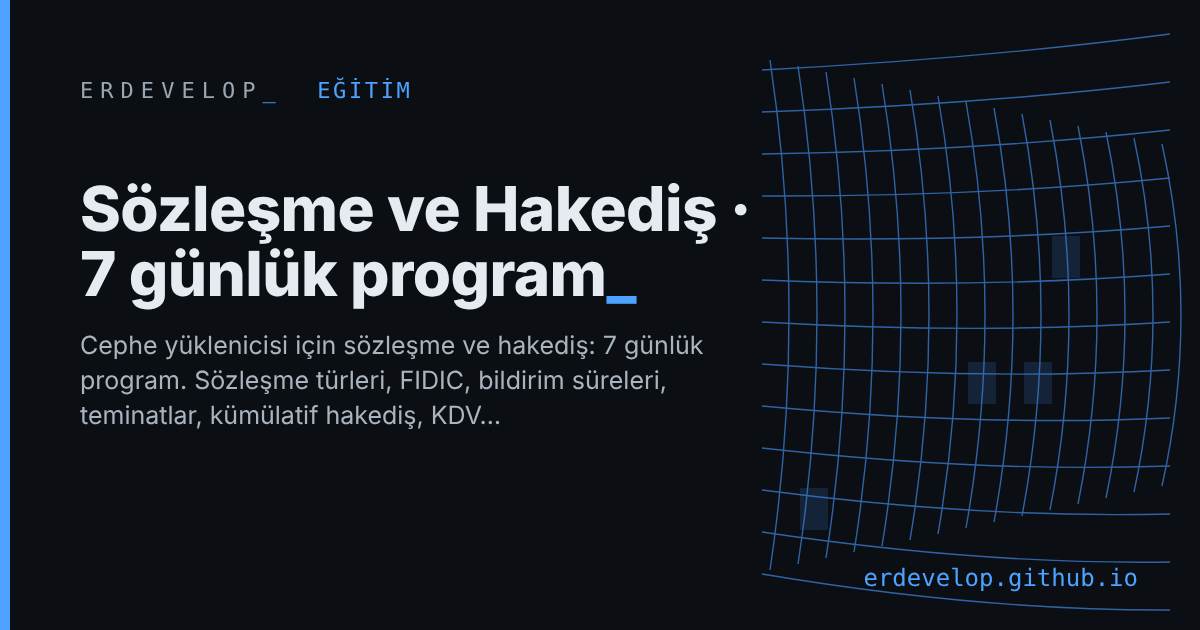 ERDEVELOP_ EĞİTİM
Sözleşme ve Hakediş ·
7 günlük program_
Cephe yüklenicisi için sözleşme ve hakediş: 7 günlük
program. Sözleşme türleri, FIDIC, bildirim süreleri,
teminatlar, kümülatif hakediş, KDV...
erdevelop.github.io